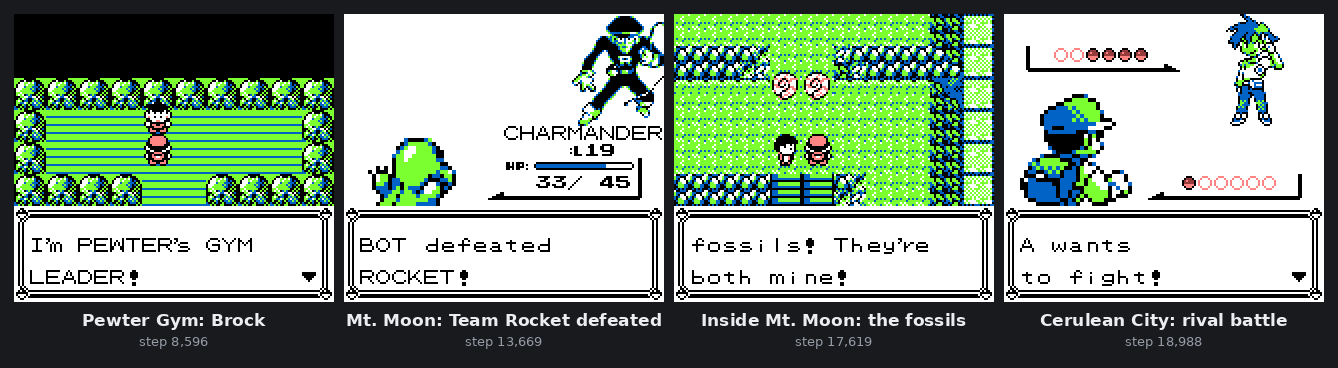 I'm PEWTER's GYM
LEADER!
Pewter Gym: Brock
step 8,596
CHARMANDER
:L19
HP:
33/ 45
BOT defeated
ROCKET!
Mt. Moon: Team Rocket defeated
step 13,669
fossils! They're
both mine!
Inside Mt. Moon: the fossils
step 17,619
A wants
to fight!
Cerulean City: rival battle
step 18,988